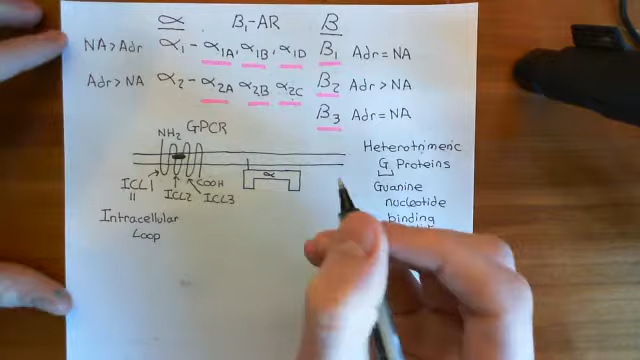 α β₁-AR β
NA>Adr α₁ - α₁A, α₁B, α₁D β₁ Adr = NA
Adr > NA α₂ - α₂A α₂B α₂C β₂ Adr > NA
β₃ Adr = NA
GPCR
NH₂
Heterotrimeric
G Proteins
α
ICL1 COOH
ICL2 ICL3
Guanine
nucleotide
binding
Intracellular
Loop